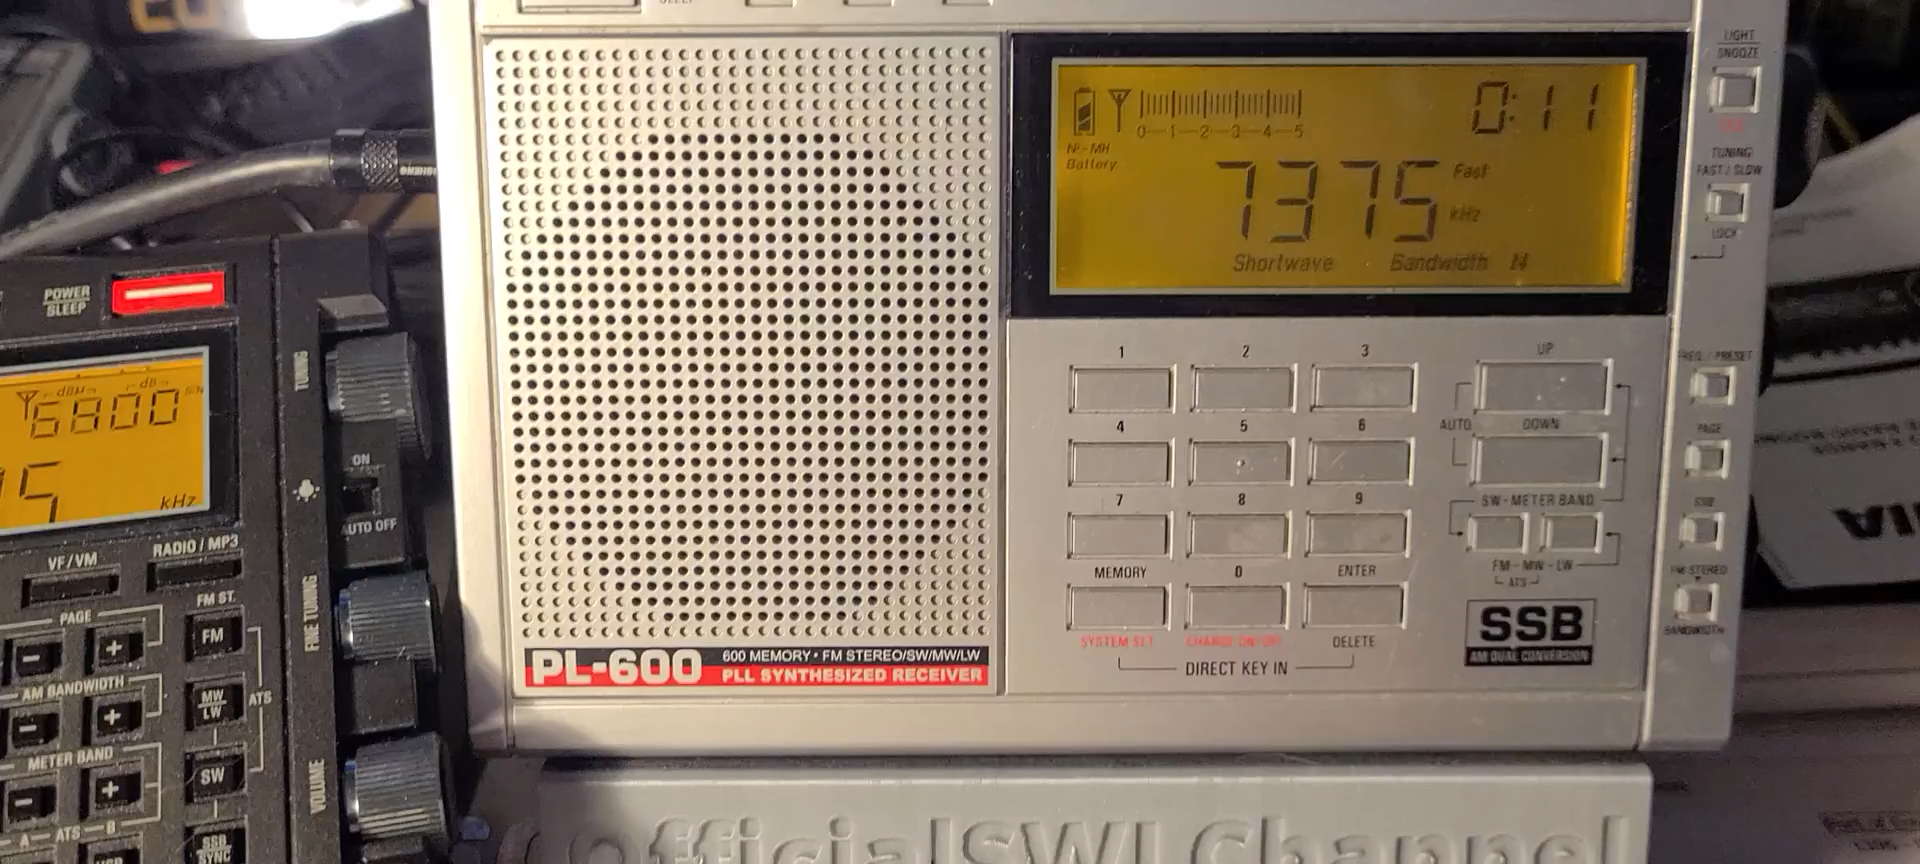 LIGHT
SNOOZE
0:11
0-1-2-3-4-5
Ni-MH
Battery
7375
Fast
kHz
Shortwave Bandwidth N
TUNING
FAST / SLOW
LOCK
1 2 3
UP
4 5 6
AUTO
DOWN
7 8 9
SW-METER BAND
MEMORY 0 ENTER
FM - MW - LW
ATS
SYSTEM SET
DELETE
DIRECT KEY IN
SSB
AM DUAL CONVERSION
FREQ. / PRESET
PAGE
SSB
FM STEREO
BANDWIDTH
PL-600
600 MEMORY • FM STEREO/SW/MW/LW
PLL SYNTHESIZED RECEIVER
OfficialSWLChannel
POWER
SLEEP
dBµ dB S/N
6800
kHz
TUNING
ON
AUTO OFF
VF/VM
RADIO / MP3
FM ST.
PAGE
- +
FM
AM BANDWIDTH
- +
MW
LW
ATS
METER BAND
- +
SW
A — ATS — B
SSB
SYNC
FINE TUNING
VOLUME